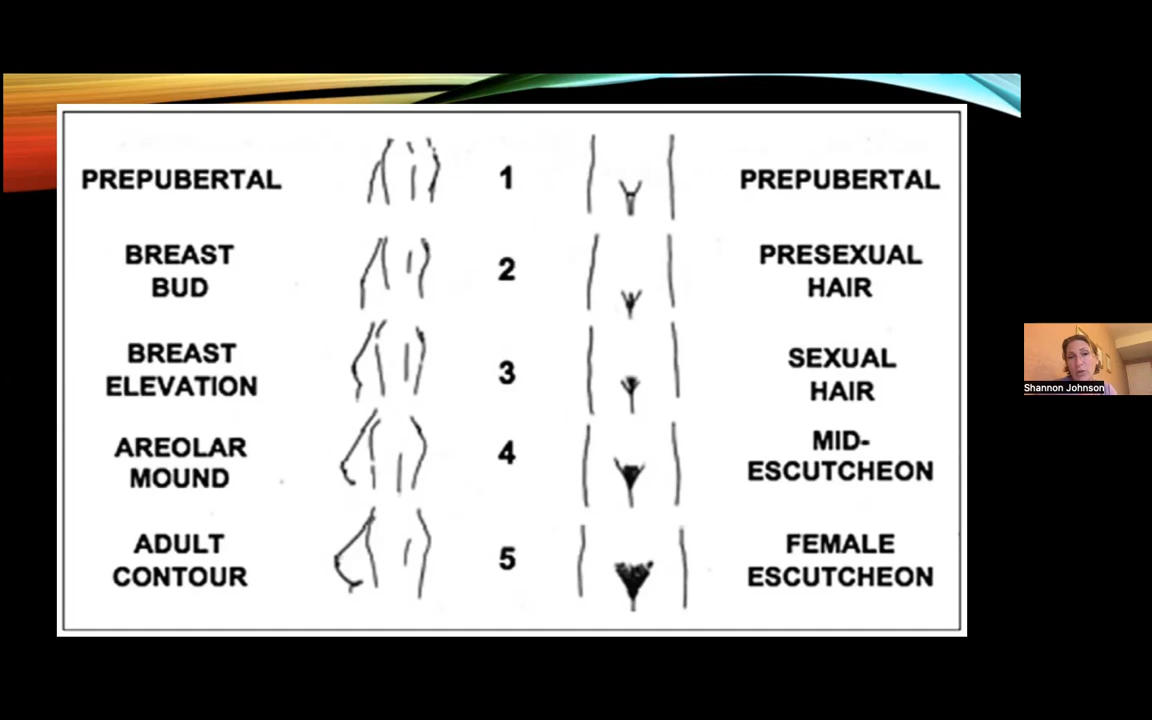 PREPUBERTAL
1
PREPUBERTAL
BREAST
BUD
2
PRESEXUAL
HAIR
BREAST
ELEVATION
3
SEXUAL
HAIR
AREOLAR
MOUND
4
MID-
ESCUTCHEON
ADULT
CONTOUR
5
FEMALE
ESCUTCHEON
Shannon Johnson